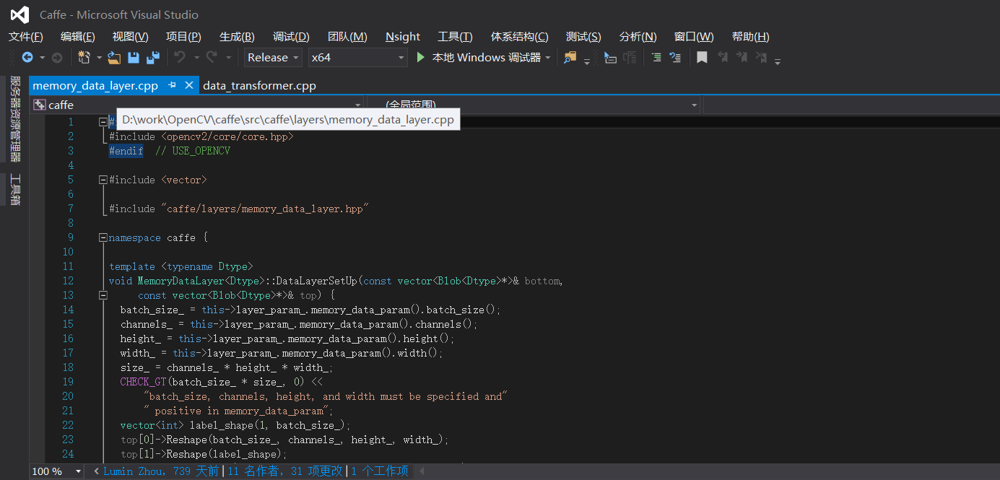 Caffe - Microsoft Visual Studio
文件(F) 编辑(E) 视图(V) 项目(P) 生成(B) 调试(D) 团队(M) Nsight 工具(T) 体系结构(C) 测试(S) 分析(N) 窗口(W) 帮助(H)
Release x64 本地 Windows 调试器
服务器资源管理器
工具箱
memory_data_layer.cpp data_transformer.cpp
caffe (全局范围)
D:\work\OpenCV\caffe\src\caffe\layers\memory_data_layer.cpp
1 #
2 #include <opencv2/core/core.hpp>
3 #endif // USE_OPENCV
4
5 #include <vector>
6
7 #include "caffe/layers/memory_data_layer.hpp"
8
9 namespace caffe {
10
11 template <typename Dtype>
12 void MemoryDataLayer<Dtype>::DataLayerSetUp(const vector<Blob<Dtype>*>& bottom,
13 const vector<Blob<Dtype>*>& top) {
14 batch_size_ = this->layer_param_.memory_data_param().batch_size();
15 channels_ = this->layer_param_.memory_data_param().channels();
16 height_ = this->layer_param_.memory_data_param().height();
17 width_ = this->layer_param_.memory_data_param().width();
18 size_ = channels_ * height_ * width_;
19 CHECK_GT(batch_size_ * size_, 0) <<
20 "batch_size, channels, height, and width must be specified and"
21 " positive in memory_data_param";
22 vector<int> label_shape(1, batch_size_);
23 top[0]->Reshape(batch_size_, channels_, height_, width_);
24 top[1]->Reshape(label_shape);
100 % Lumin Zhou, 739 天前 | 11 名作者, 31 项更改 | 1 个工作项